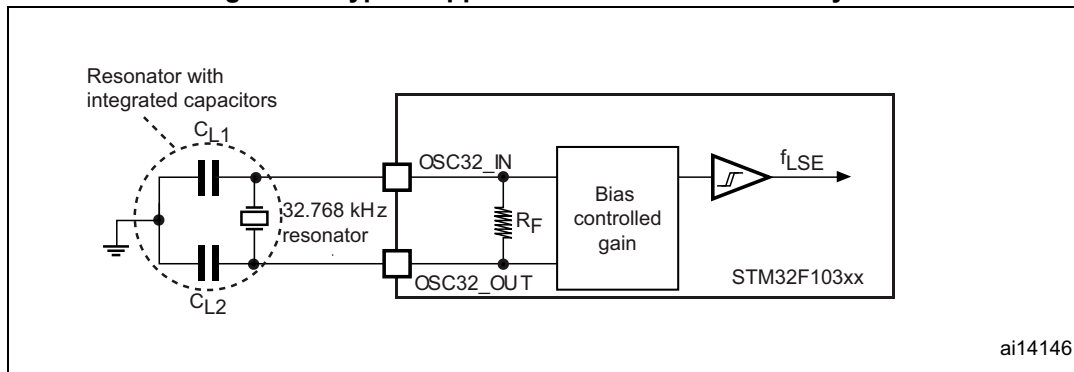 Resonator with
integrated capacitors
CL1
OSC32_IN
fLSE
32.768 kHz
resonator
RF
Bias
controlled
gain
OSC32_OUT
STM32F103xx
CL2
ai14146